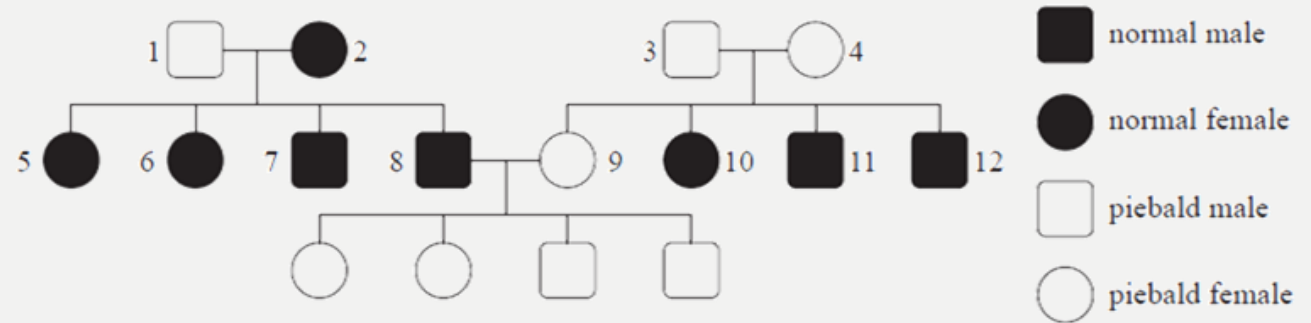 1 2 3 4
5 6 7 8 9 10 11 12
normal male
normal female
piebald male
piebald female